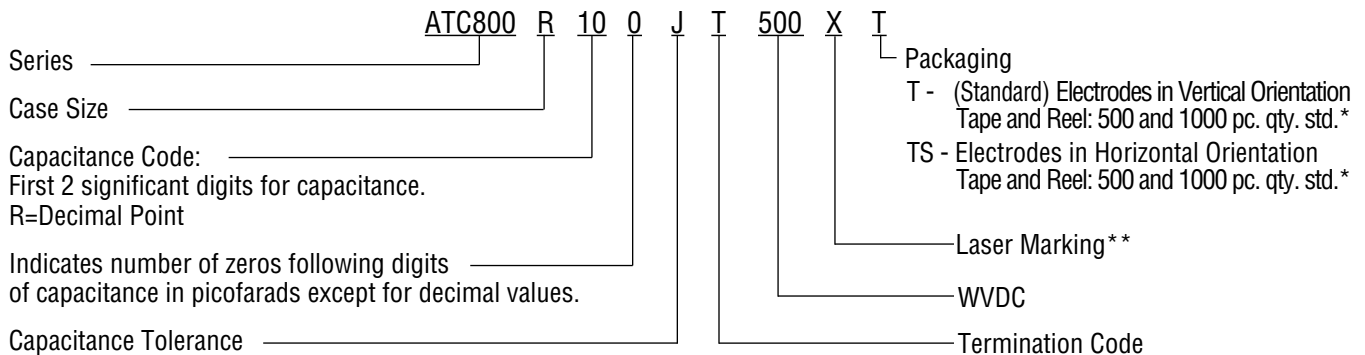 ATC800 R 10 0 J T 500 X T
Series
Case Size
Capacitance Code:
First 2 significant digits for capacitance.
R=Decimal Point
Indicates number of zeros following digits
of capacitance in picofarads except for decimal values.
Capacitance Tolerance
Packaging
T - (Standard) Electrodes in Vertical Orientation
Tape and Reel: 500 and 1000 pc. qty. std.*
TS - Electrodes in Horizontal Orientation
Tape and Reel: 500 and 1000 pc. qty. std.*
Laser Marking**
WVDC
Termination Code